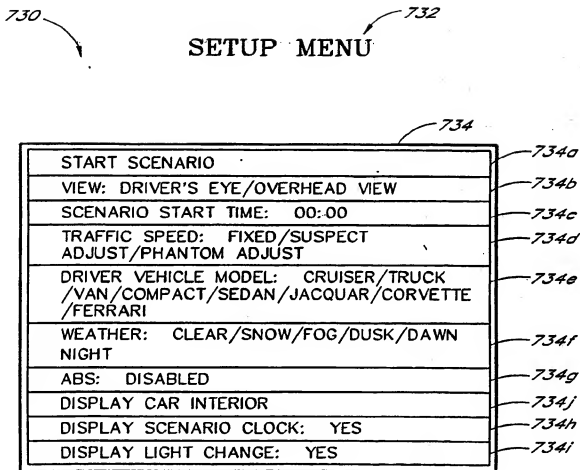 730
732
SETUP MENU
734
START SCENARIO 734a
VIEW: DRIVER'S EYE/OVERHEAD VIEW 734b
SCENARIO START TIME: 00:00 734c
TRAFFIC SPEED: FIXED/SUSPECT 734d
ADJUST/PHANTOM ADJUST
DRIVER VEHICLE MODEL: CRUISER/TRUCK 734e
/VAN/COMPACT/SEDAN/JACQUAR/CORVETTE
/FERRARI
WEATHER: CLEAR/SNOW/FOG/DUSK/DAWN 734f
NIGHT
ABS: DISABLED 734g
DISPLAY CAR INTERIOR 734j
DISPLAY SCENARIO CLOCK: YES 734h
DISPLAY LIGHT CHANGE: YES 734i